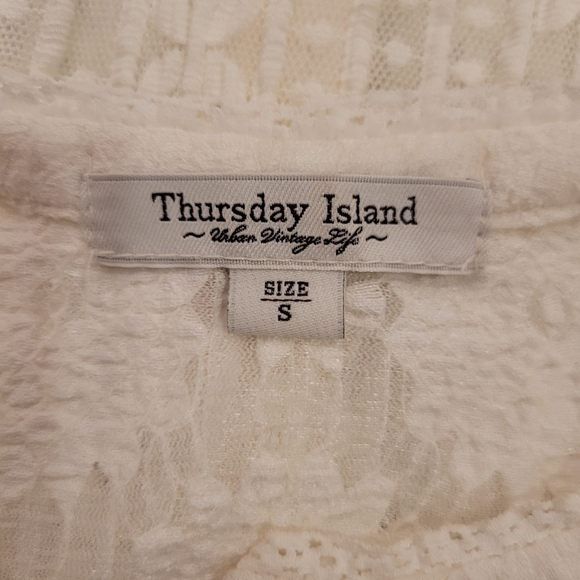 Thursday Island
~ Urban Vintage Life ~
SIZE
S